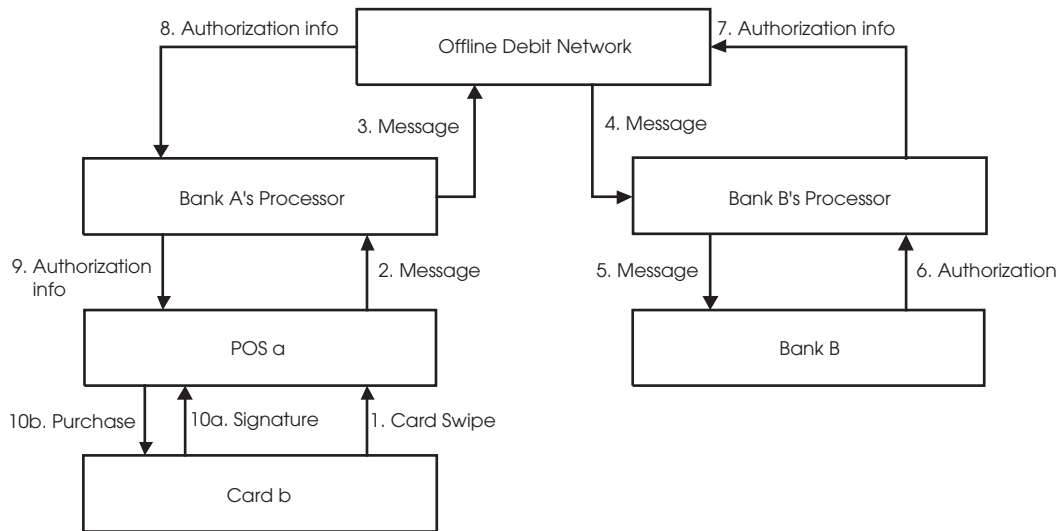 8. Authorization info
Offline Debit Network
7. Authorization info
3. Message
4. Message
Bank A's Processor
Bank B's Processor
9. Authorization
info
2. Message
5. Message
6. Authorization
POS a
Bank B
10b. Purchase
10a. Signature
1. Card Swipe
Card b